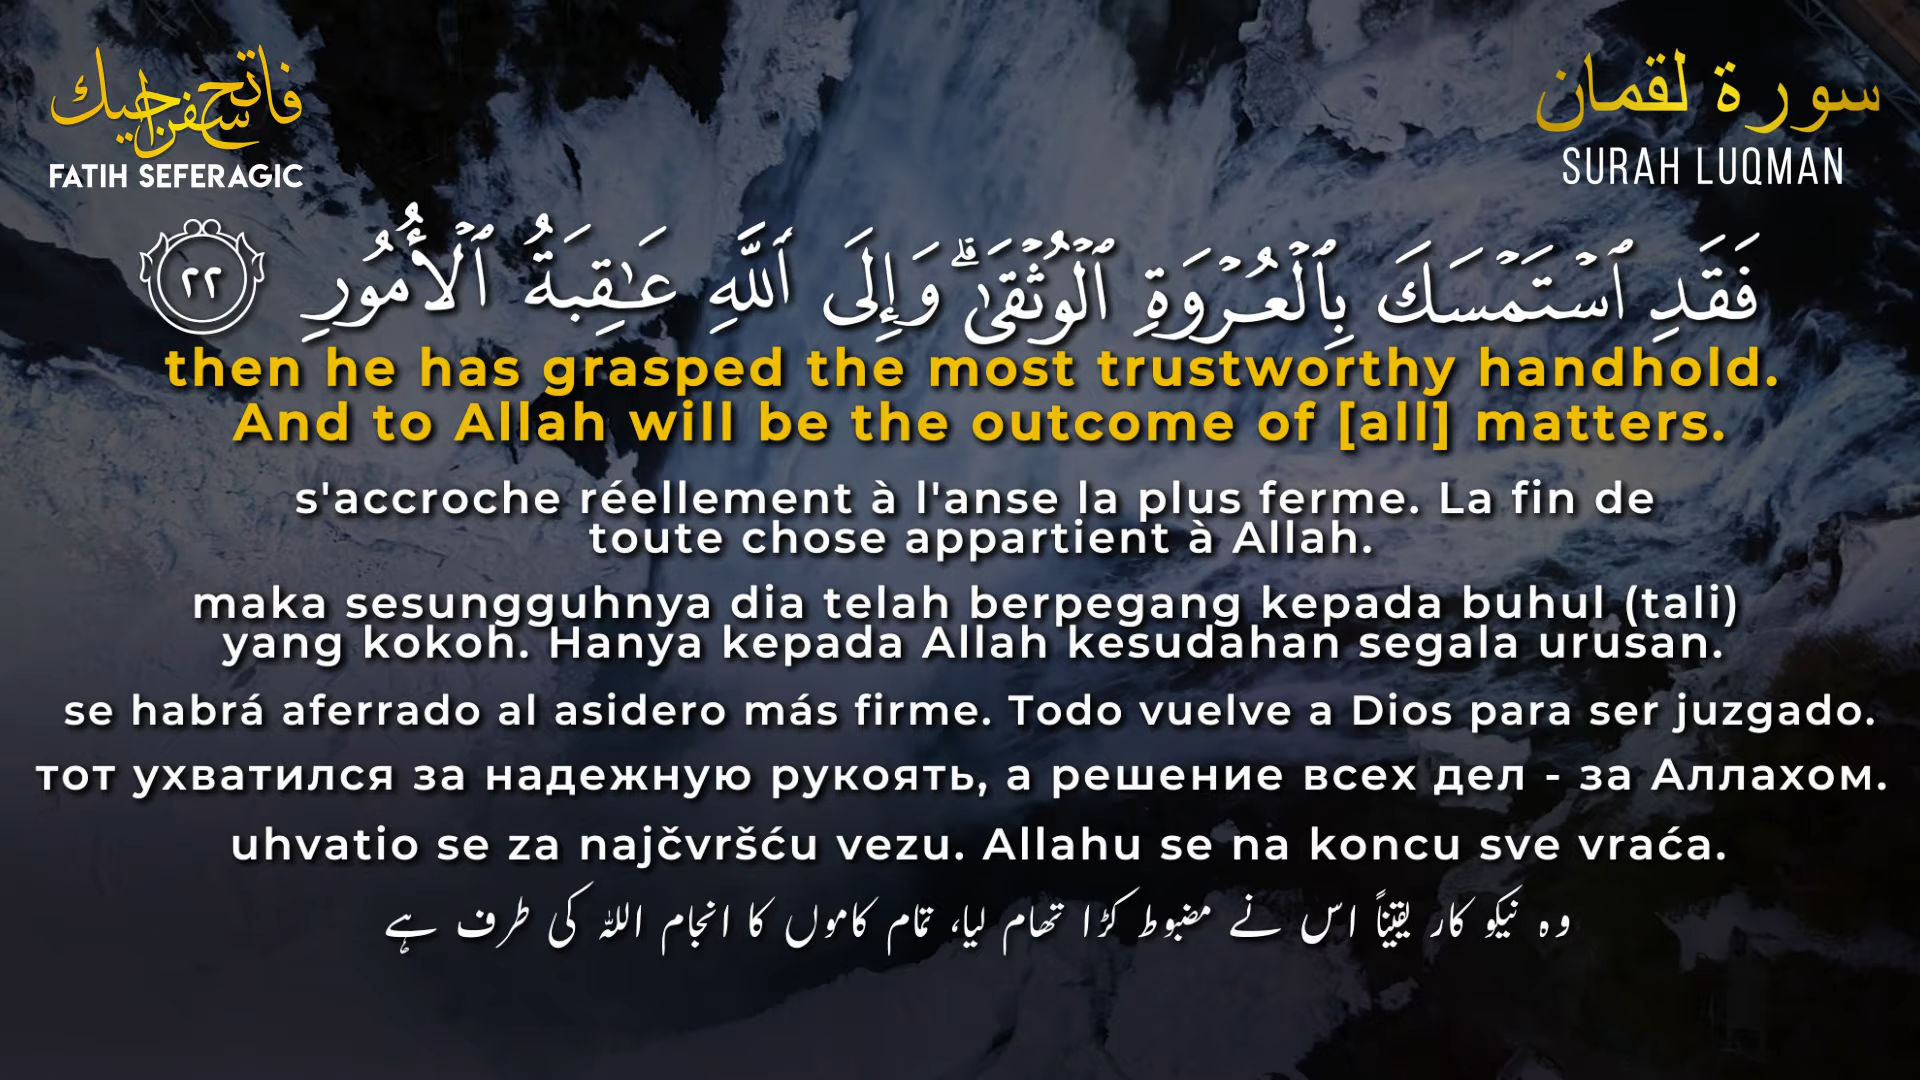 فاتح سفراجيك
FATIH SEFERAGIC
سورة لقمان
SURAH LUQMAN
فَقَدِ ٱسْتَمْسَكَ بِٱلْعُرْوَةِ ٱلْوُثْقَىٰ ۗ وَإِلَى ٱللَّهِ عَـٰقِبَةُ ٱلْأُمُورِ ٢٢
then he has grasped the most trustworthy handhold.
And to Allah will be the outcome of [all] matters.
s'accroche réellement à l'anse la plus ferme. La fin de
toute chose appartient à Allah.
maka sesungguhnya dia telah berpegang kepada buhul (tali)
yang kokoh. Hanya kepada Allah kesudahan segala urusan.
se habrá aferrado al asidero más firme. Todo vuelve a Dios para ser juzgado.
тот ухватился за надежную рукоять, а решение всех дел - за Аллахом.
uhvatio se za najčvršću vezu. Allahu se na koncu sve vraća.
وہ نیکو کار یقیناً اس نے مضبوط کڑا تھام لیا، تمام کاموں کا انجام اللہ کی طرف ہے